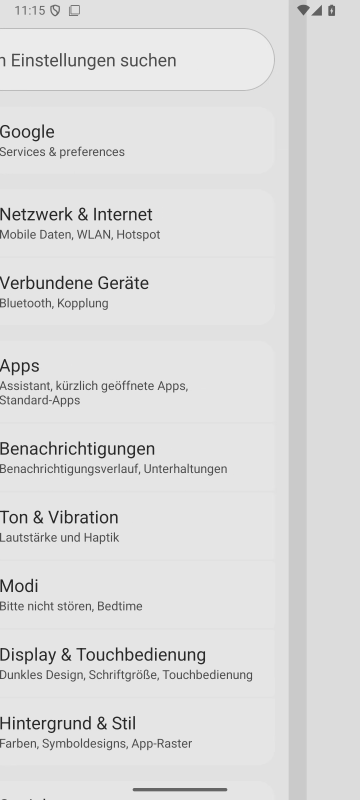 11:15
Einstellungen suchen
Google
Services & preferences
Netzwerk & Internet
Mobile Daten, WLAN, Hotspot
Verbundene Geräte
Bluetooth, Kopplung
Apps
Assistant, kürzlich geöffnete Apps,
Standard-Apps
Benachrichtigungen
Benachrichtigungsverlauf, Unterhaltungen
Ton & Vibration
Lautstärke und Haptik
Modi
Bitte nicht stören, Bedtime
Display & Touchbedienung
Dunkles Design, Schriftgröße, Touchbedienung
Hintergrund & Stil
Farben, Symboldesigns, App-Raster